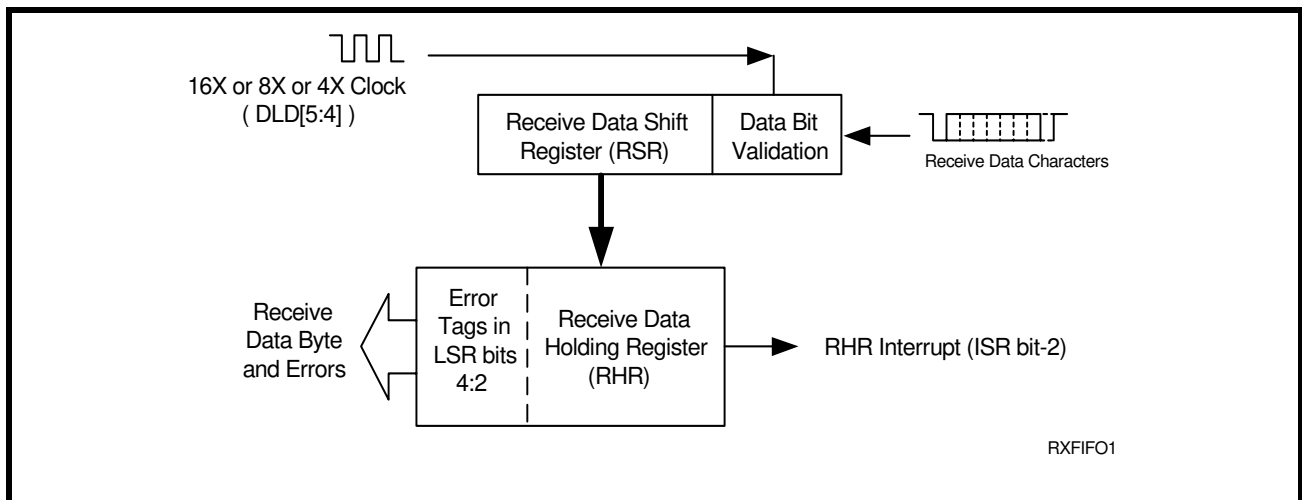 16X or 8X or 4X Clock
( DLD[5:4] )
Receive Data Shift
Register (RSR)
Data Bit
Validation
Receive Data Characters
Receive
Data Byte
and Errors
Error
Tags in
LSR bits
4:2
Receive Data
Holding Register
(RHR)
RHR Interrupt (ISR bit-2)
RXFIFO1